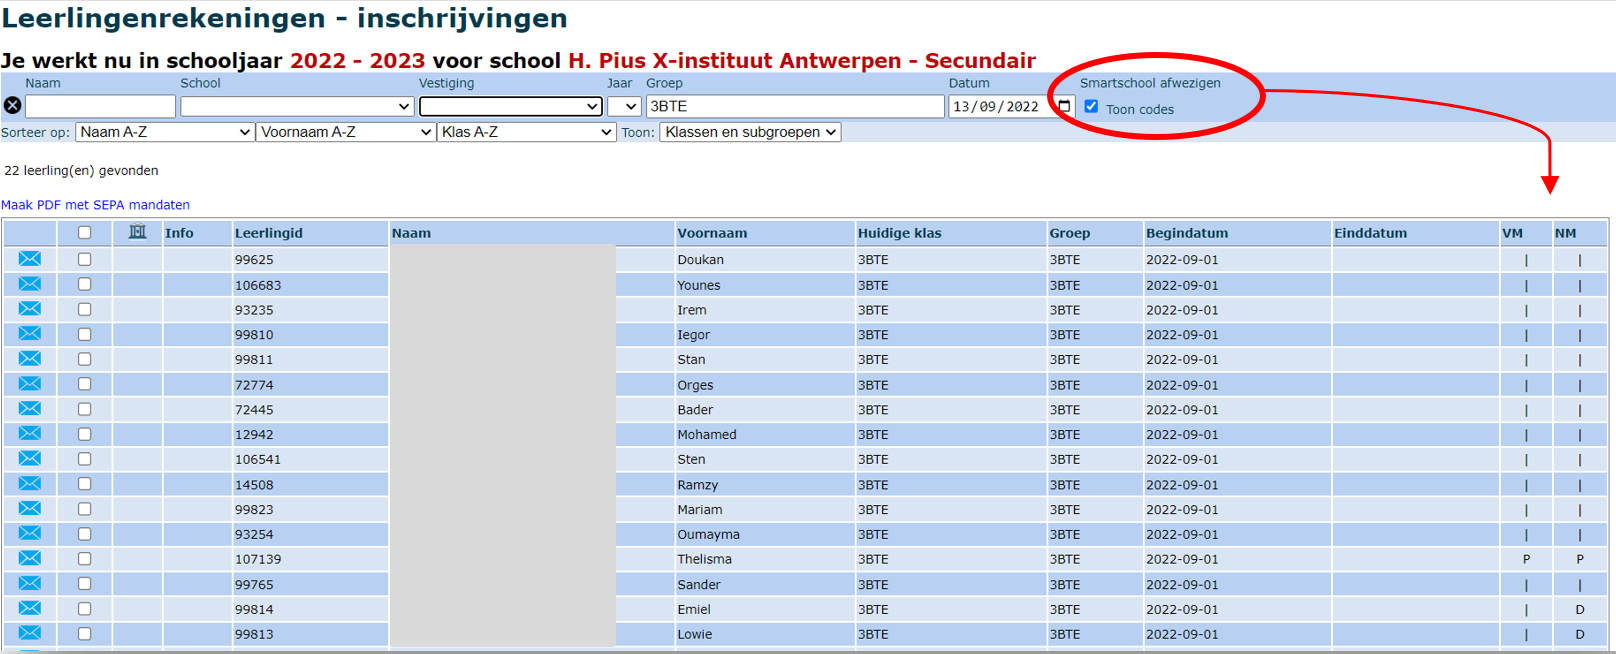 Leerlingenrekeningen - inschrijvingen
Je werkt nu in schooljaar 2022 - 2023 voor school H. Pius X-instituut Antwerpen - Secundair
Naam School Vestiging Jaar Groep Datum Smartschool afwezigen
3BTE 13/09/2022 Toon codes
Sorteer op: Naam A-Z Voornaam A-Z Klas A-Z Toon: Klassen en subgroepen
22 leerling(en) gevonden
Maak PDF met SEPA mandaten
Info Leerlingid Naam Voornaam Huidige klas Groep Begindatum Einddatum VM NM
99625 Doukan 3BTE 3BTE 2022-09-01 | |
106683 Younes 3BTE 3BTE 2022-09-01 | |
93235 Irem 3BTE 3BTE 2022-09-01 | |
99810 Iegor 3BTE 3BTE 2022-09-01 | |
99811 Stan 3BTE 3BTE 2022-09-01 | |
72774 Orges 3BTE 3BTE 2022-09-01 | |
72445 Bader 3BTE 3BTE 2022-09-01 | |
12942 Mohamed 3BTE 3BTE 2022-09-01 | |
106541 Sten 3BTE 3BTE 2022-09-01 | |
14508 Ramzy 3BTE 3BTE 2022-09-01 | |
99823 Mariam 3BTE 3BTE 2022-09-01 | |
93254 Oumayma 3BTE 3BTE 2022-09-01 | |
107139 Thelisma 3BTE 3BTE 2022-09-01 P P
99765 Sander 3BTE 3BTE 2022-09-01 | |
99814 Emiel 3BTE 3BTE 2022-09-01 | D
99813 Lowie 3BTE 3BTE 2022-09-01 | D